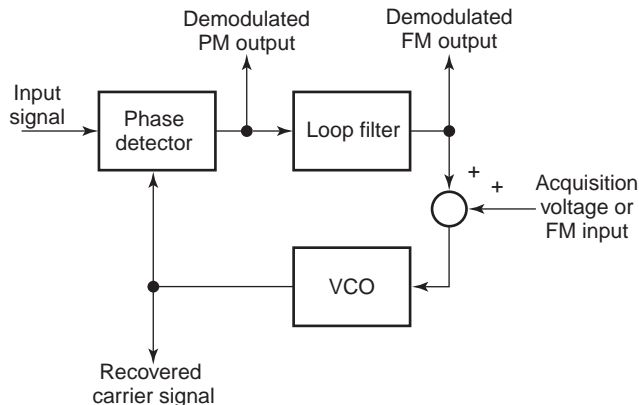 Demodulated
PM output
Demodulated
FM output
Input
signal
Phase
detector
Loop filter
+
+
Acquisition
voltage or
FM input
VCO
Recovered
carrier signal